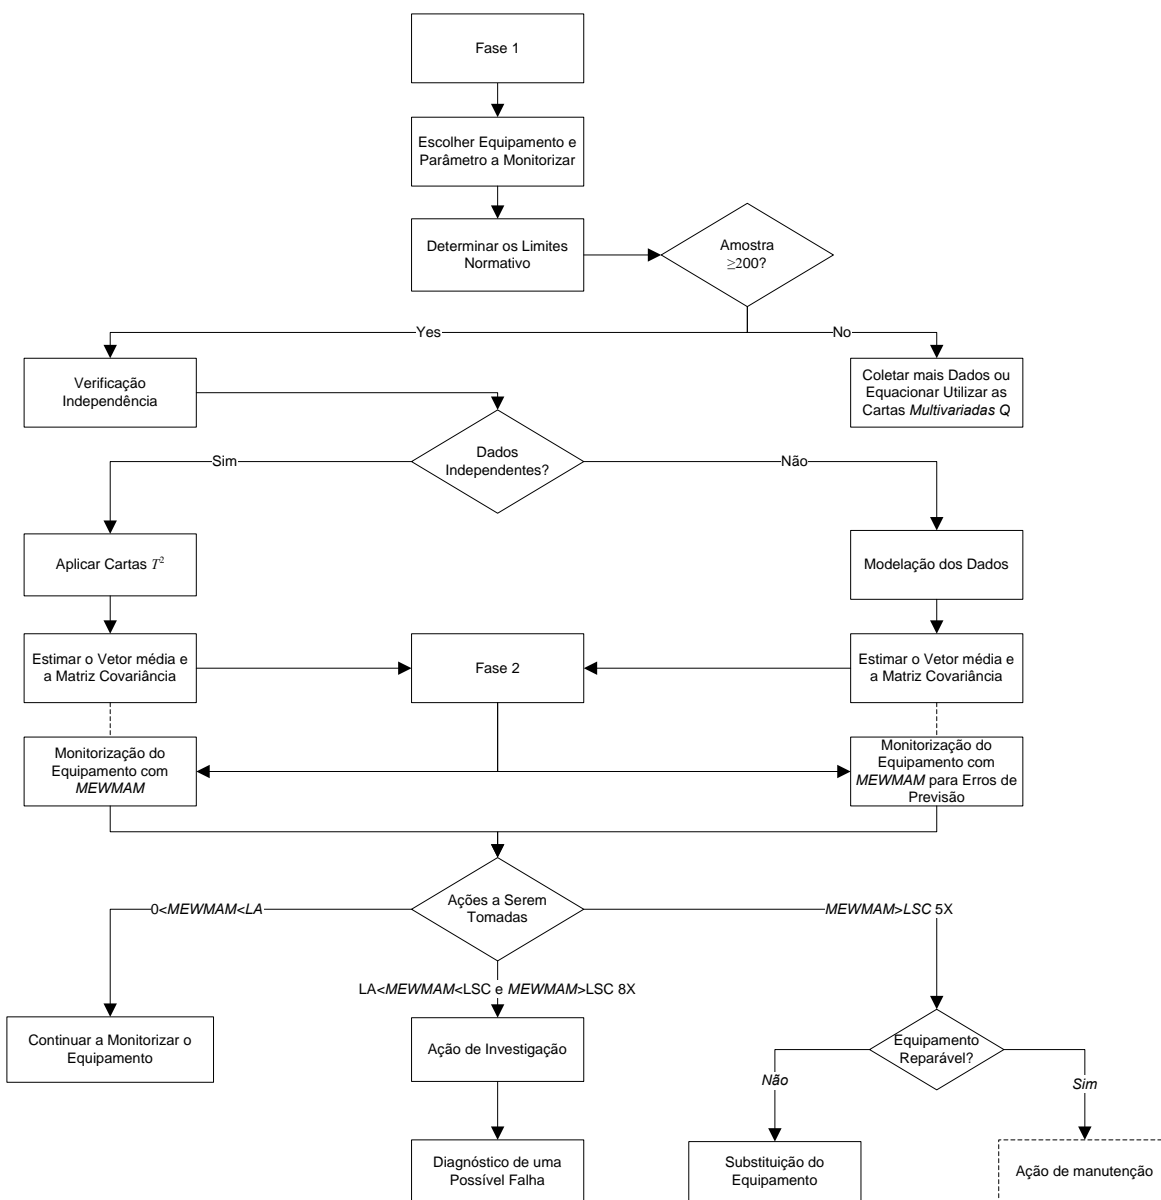 Fase 1
Escolher Equipamento e
Parâmetro a Monitorizar
Determinar os Limites
Normativo
Amostra
≥200?
Yes
No
Verificação
Independência
Coletar mais Dados ou
Equacionar Utilizar as
Cartas Multivariadas Q
Dados
Independentes?
Sim
Não
Aplicar Cartas T²
Modelação dos Dados
Estimar o Vetor média e
a Matriz Covariância
Fase 2
Estimar o Vetor média e
a Matriz Covariância
Monitorização do
Equipamento com
MEWMAM
Monitorização do
Equipamento com
MEWMAM para Erros de
Previsão
Ações a Serem
Tomadas
0<MEWMAM<LA
MEWMAM>LSC 5X
LA<MEWMAM<LSC e MEWMAM>LSC 8X
Continuar a Monitorizar o
Equipamento
Ação de Investigação
Equipamento
Reparável?
Não
Sim
Diagnóstico de uma
Possível Falha
Substituição do
Equipamento
Ação de manutenção